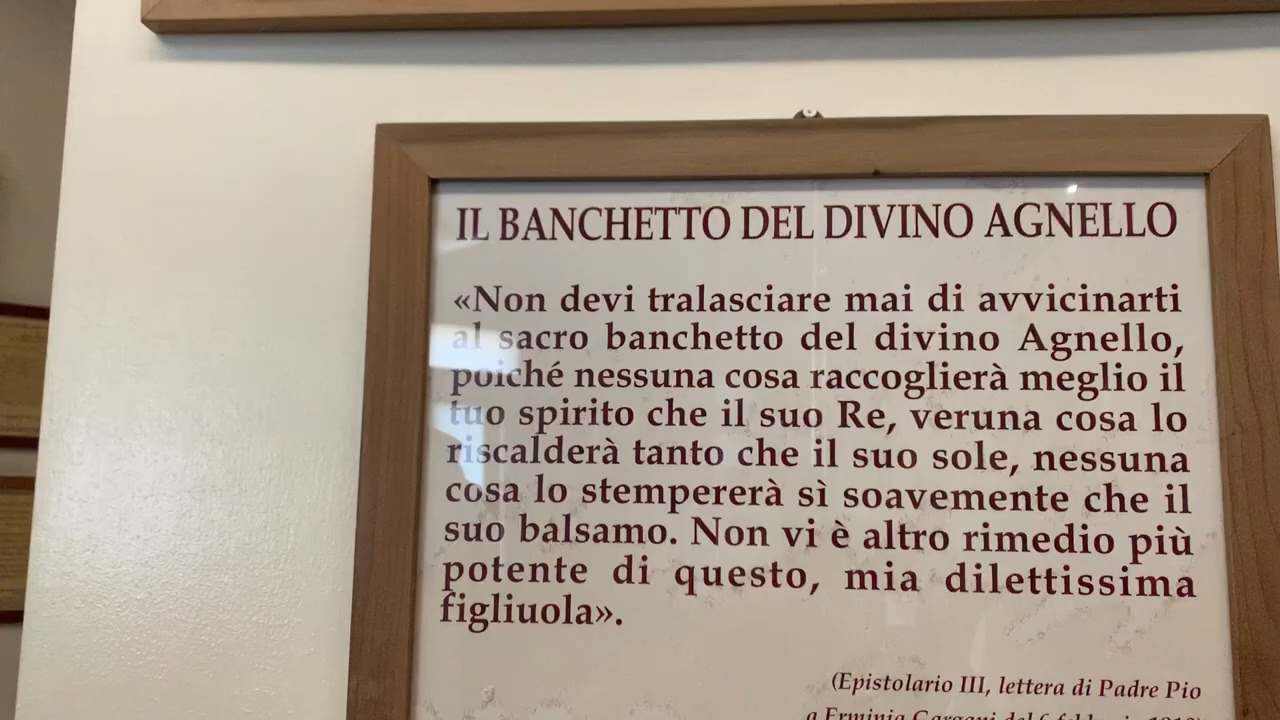 IL BANCHETTO DEL DIVINO AGNELLO
«Non devi tralasciare mai di avvicinarti
al sacro banchetto del divino Agnello,
poiché nessuna cosa raccoglierà meglio il
tuo spirito che il suo Re, veruna cosa lo
riscalderà tanto che il suo sole, nessuna
cosa lo stempererà sì soavemente che il
suo balsamo. Non vi è altro rimedio più
potente di questo, mia dilettissima
figliuola».
(Epistolario III, lettera di Padre Pio
a Erminia Gargani del